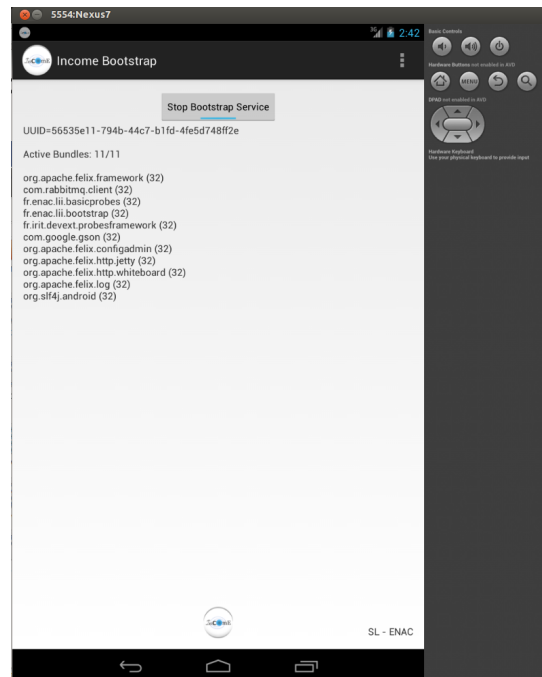 5554:Nexus7
3G 2:42
Income Bootstrap
Stop Bootstrap Service
UUID=56535e11-794b-44c7-b1fd-4fe5d748ff2e
Active Bundles: 11/11
org.apache.felix.framework (32)
com.rabbitmq.client (32)
fr.enac.lii.basicprobes (32)
fr.enac.lii.bootstrap (32)
fr.irit.devext.probesframework (32)
com.google.gson (32)
org.apache.felix.configadmin (32)
org.apache.felix.http.jetty (32)
org.apache.felix.http.whiteboard (32)
org.apache.felix.log (32)
org.slf4j.android (32)
SL - ENAC
Basic Controls
Hardware Buttons not enabled in AVD
MENU
DPAD not enabled in AVD
Hardware Keyboard
Use your physical keyboard to provide input